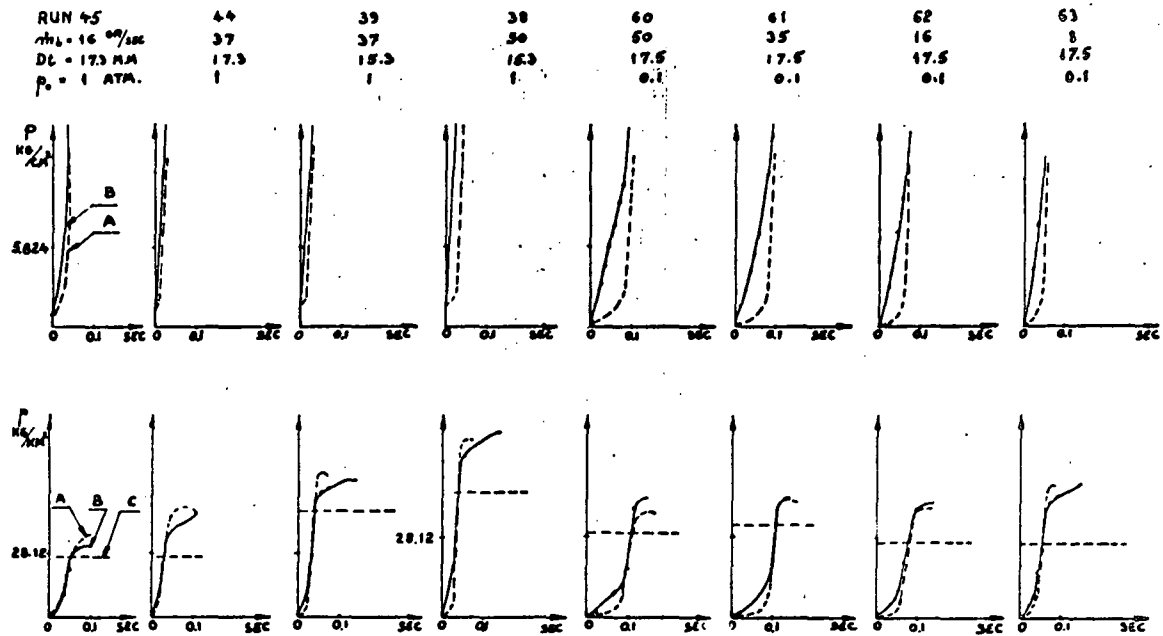 RUN 45 44 39 38 60 61 62 63
ṁb = 16 GR/SEC 37 37 50 50 35 16 8
Dt = 17.3 MM 17.3 15.3 15.3 17.5 17.5 17.5 17.5
p₀ = 1 ATM. 1 1 1 0.1 0.1 0.1 0.1
P
KG/CM²
B
A
5.624
0 0.1 SEC 0 0.1 SEC 0 0.1 SEC 0 0.1 SEC 0 0.1 SEC 0 0.1 SEC 0 0.1 SEC 0 0.1 SEC
P
KG/CM²
A B C
28.12
28.12
0 0.1 SEC 0 0.1 SEC 0 0.1 SEC 0 0.1 SEC 0 0.1 SEC 0 0.1 SEC 0 0.1 SEC 0 0.1 SEC